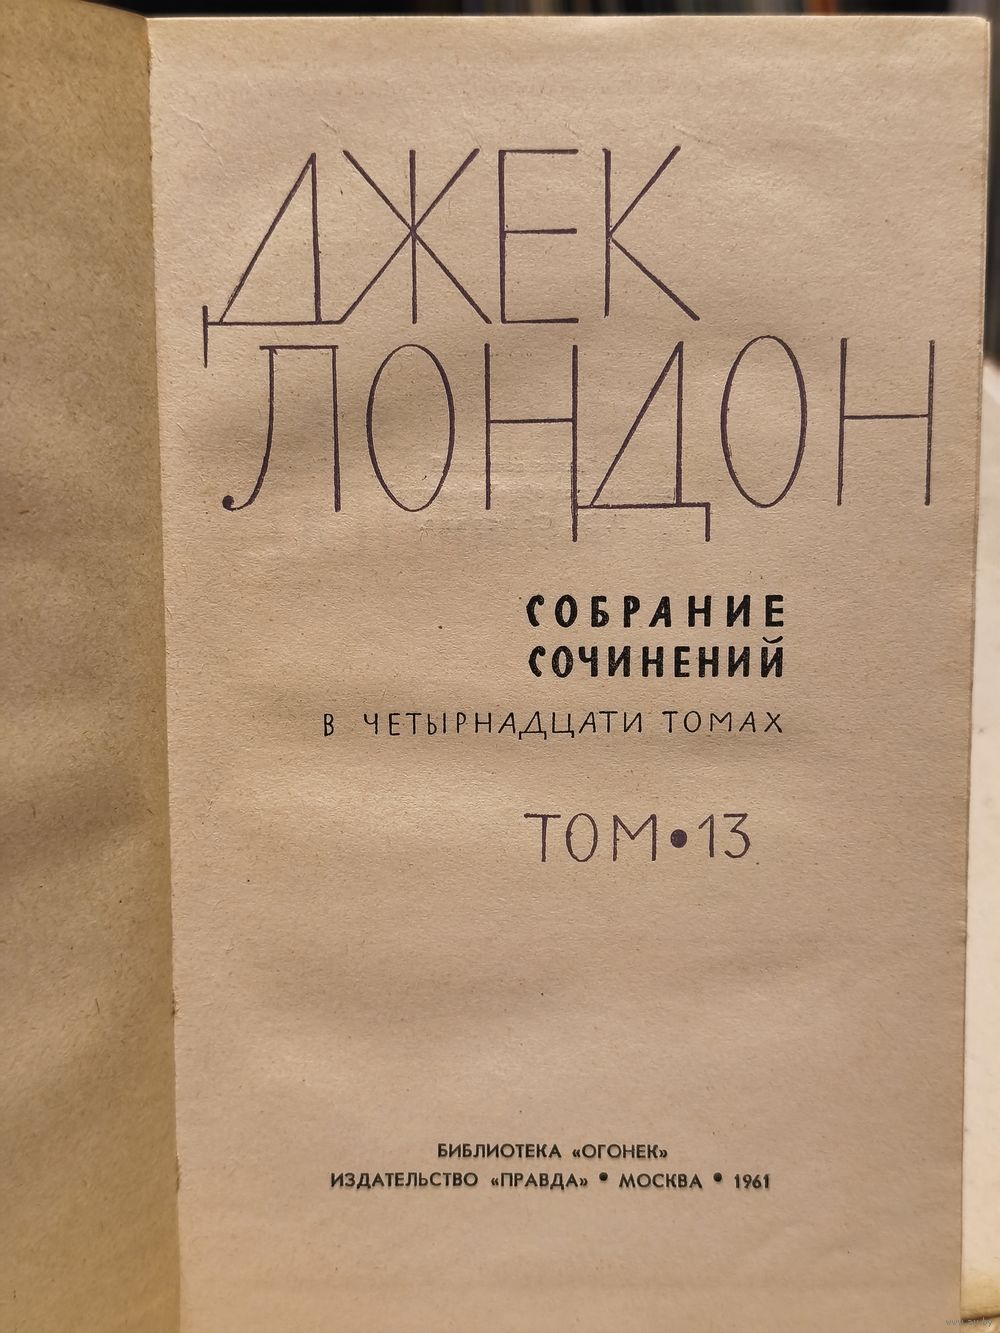 ДЖЕК
ЛОНДОН
СОБРАНИЕ
СОЧИНЕНИЙ
В ЧЕТЫРНАДЦАТИ ТОМАХ
ТОМ • 13
БИБЛИОТЕКА «ОГОНЕК»
ИЗДАТЕЛЬСТВО «ПРАВДА» • МОСКВА • 1961